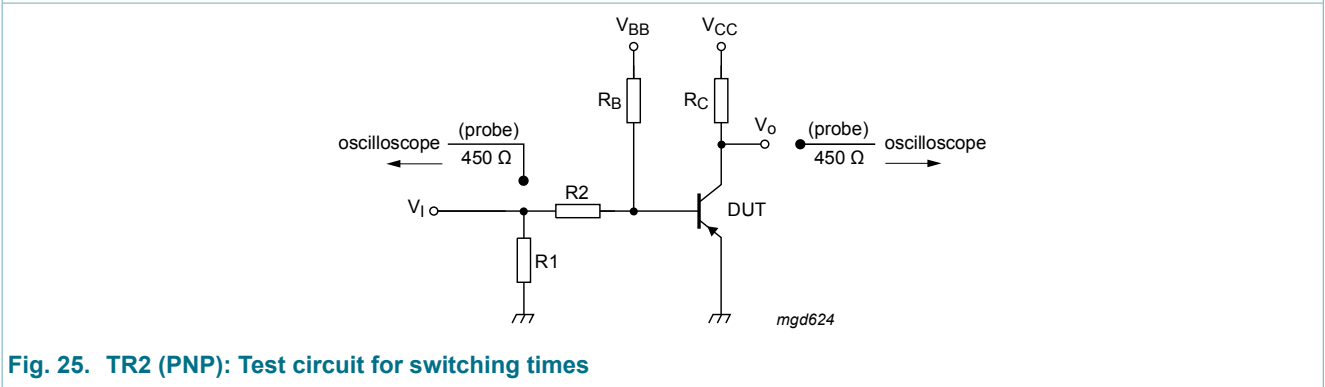 VBB
VCC
RB
RC
Vo
oscilloscope
(probe)
450 Ω
(probe)
450 Ω
oscilloscope
VI
R2
DUT
R1
mgd624
Fig. 25. TR2 (PNP): Test circuit for switching times